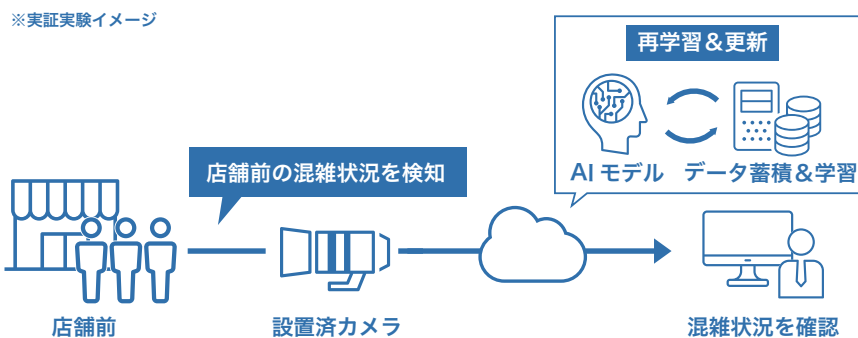 ※実証実験イメージ
再学習＆更新
AI モデル
データ蓄積＆学習
店舗前の混雑状況を検知
店舗前
設置済カメラ
混雑状況を確認